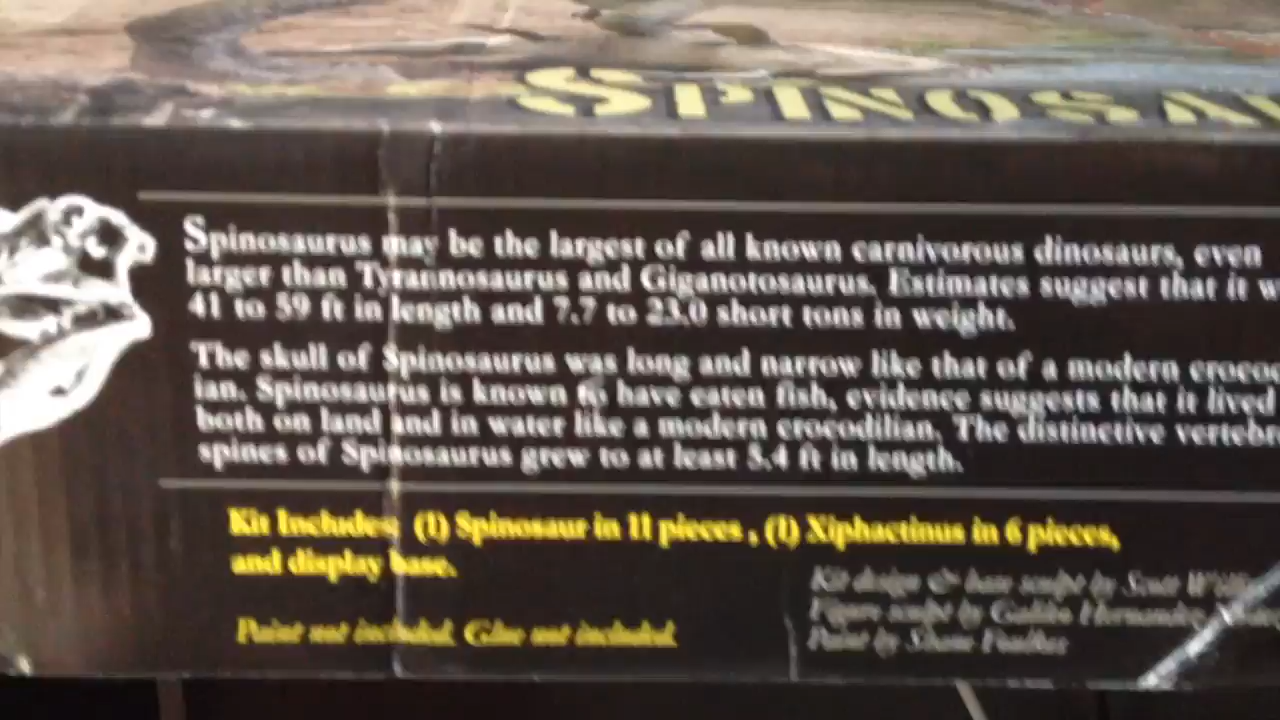 SPINOSAU
Spinosaurus may be the largest of all known carnivorous dinosaurs, even
larger than Tyrannosaurus and Giganotosaurus. Estimates suggest that it w
41 to 59 ft in length and 7.7 to 23.0 short tons in weight.
The skull of Spinosaurus was long and narrow like that of a modern crocod
ian. Spinosaurus is known to have eaten fish, evidence suggests that it lived
both on land and in water like a modern crocodilian. The distinctive vertebr
spines of Spinosaurus grew to at least 5.4 ft in length.
Kit Includes: (1) Spinosaur in 11 pieces , (1) Xiphactinus in 6 pieces,
and display base.
Paint not included. Glue not included.
Kit design & base sculpt by Scott
Figure sculpt by Galileo Hernandez
Paint by Shane